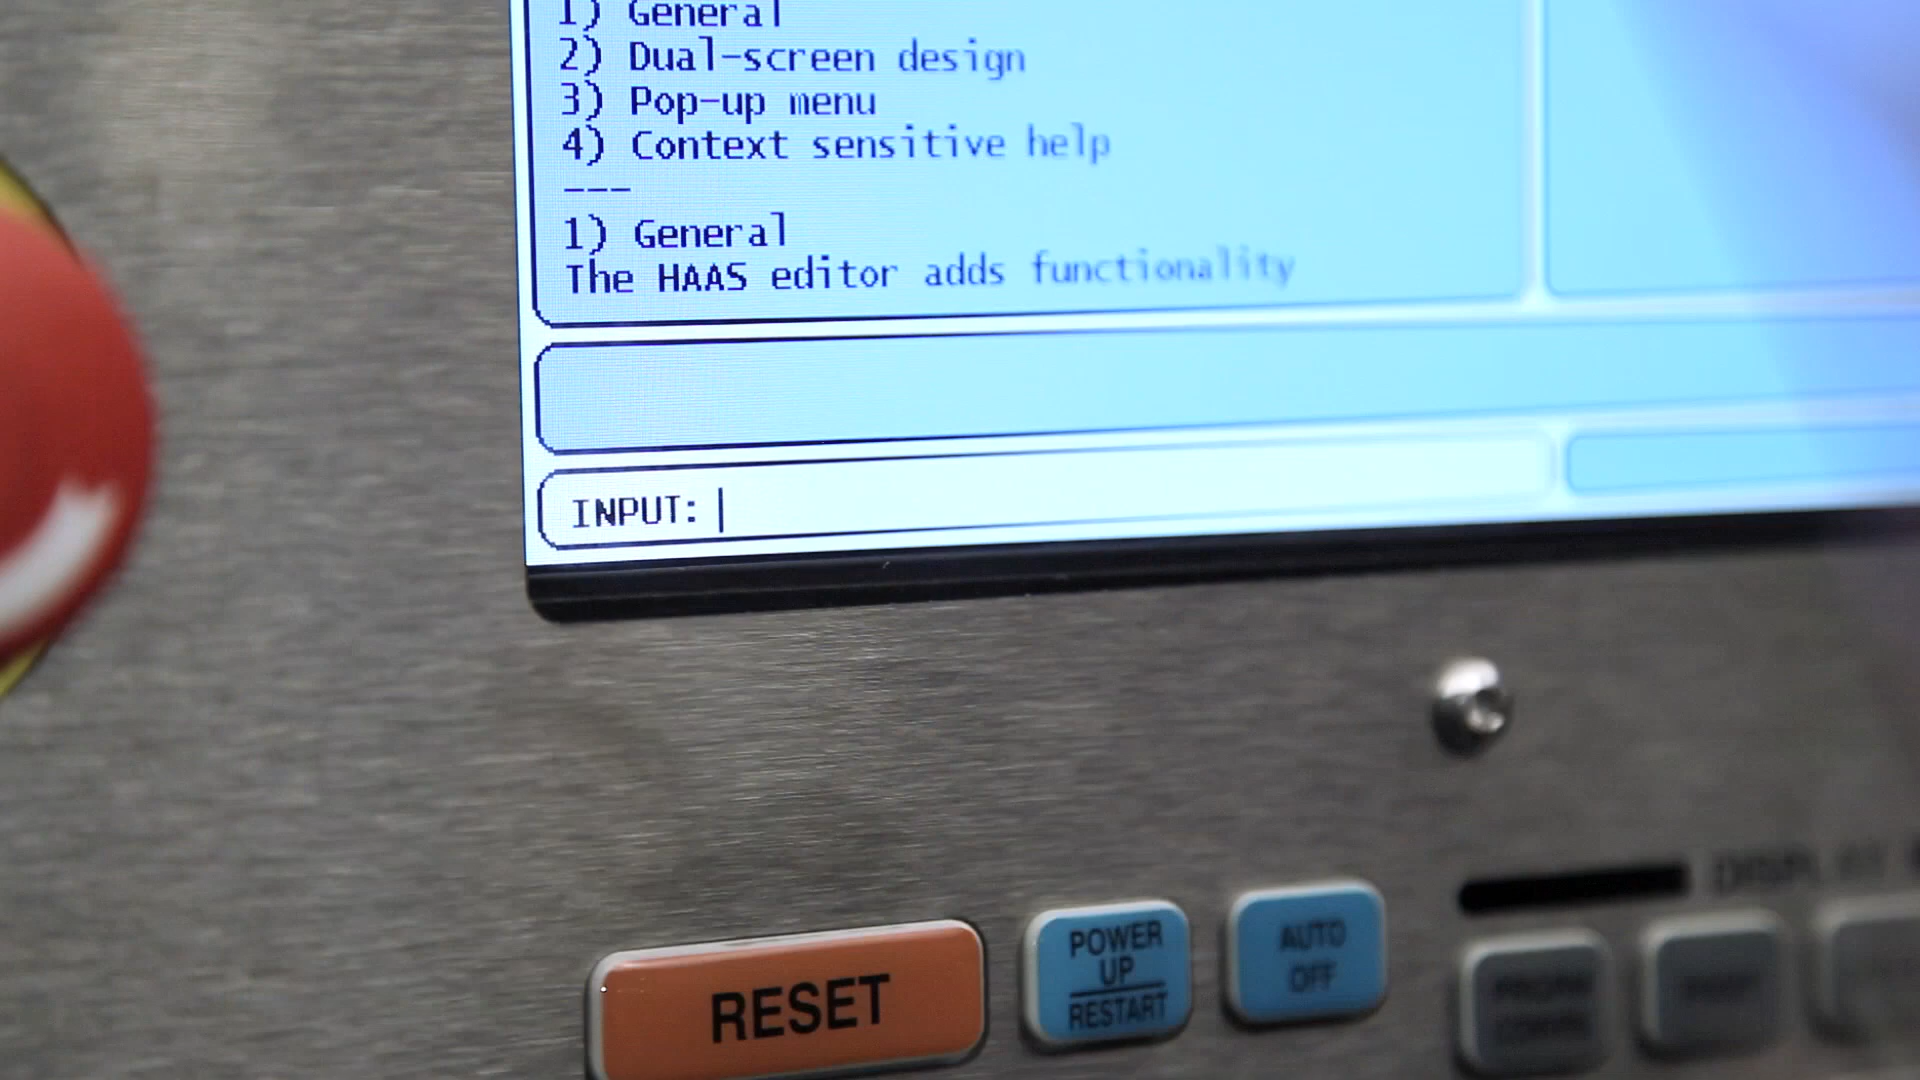 1) General
2) Dual-screen design
3) Pop-up menu
4) Context sensitive help
---
1) General
The HAAS editor adds functionality
INPUT:
RESET
POWER
UP
RESTART
AUTO
OFF
DISPLAY